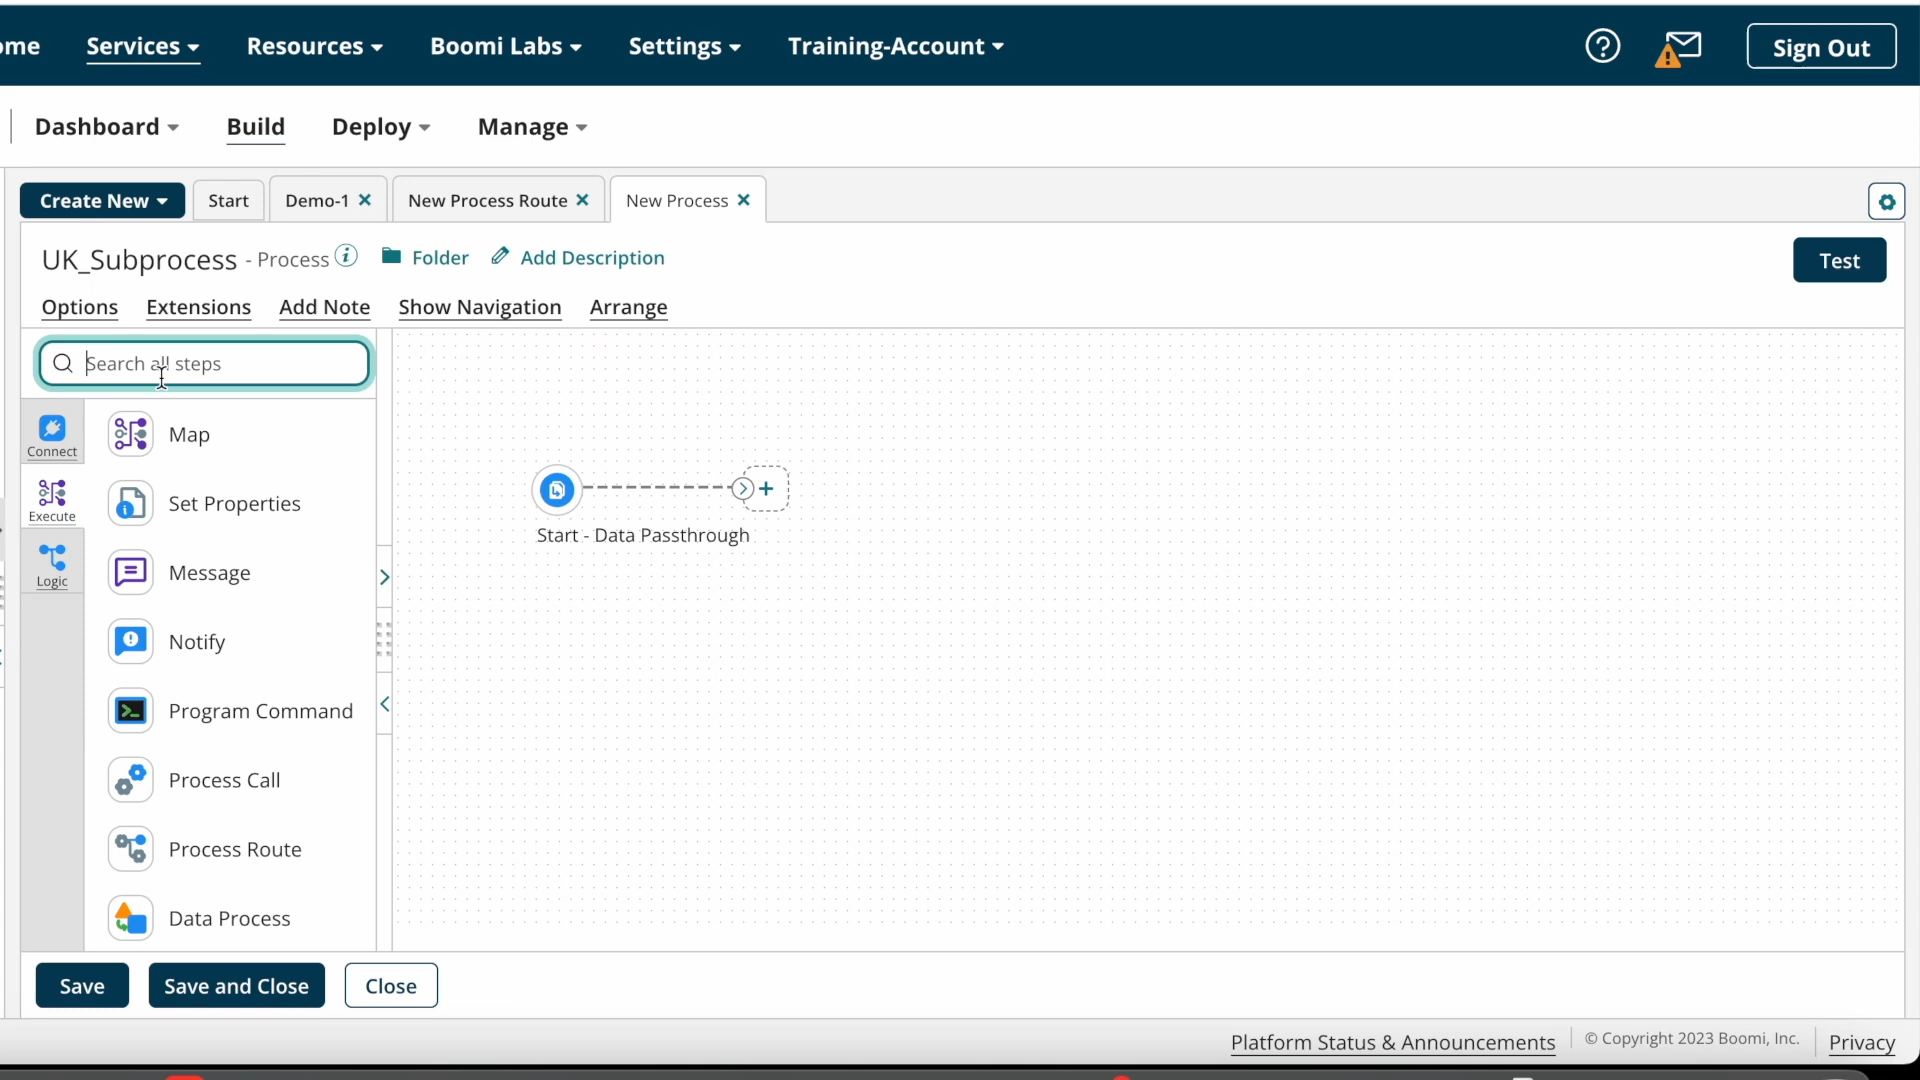 ome Services Resources Boomi Labs Settings Training-Account Sign Out
Dashboard Build Deploy Manage
Create New Start Demo-1 New Process Route New Process
UK_Subprocess - Process Folder Add Description Test
Options Extensions Add Note Show Navigation Arrange
Search all steps
Connect
Execute
Logic
Map
Set Properties
Message
Notify
Program Command
Process Call
Process Route
Data Process
Start - Data Passthrough
Save Save and Close Close
Platform Status & Announcements © Copyright 2023 Boomi, Inc. Privacy